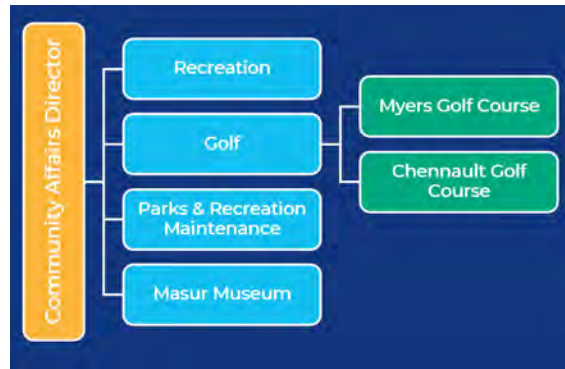 Community Affairs Director
Recreation
Golf
Parks & Recreation
Maintenance
Masur Museum
Myers Golf Course
Chennault Golf
Course